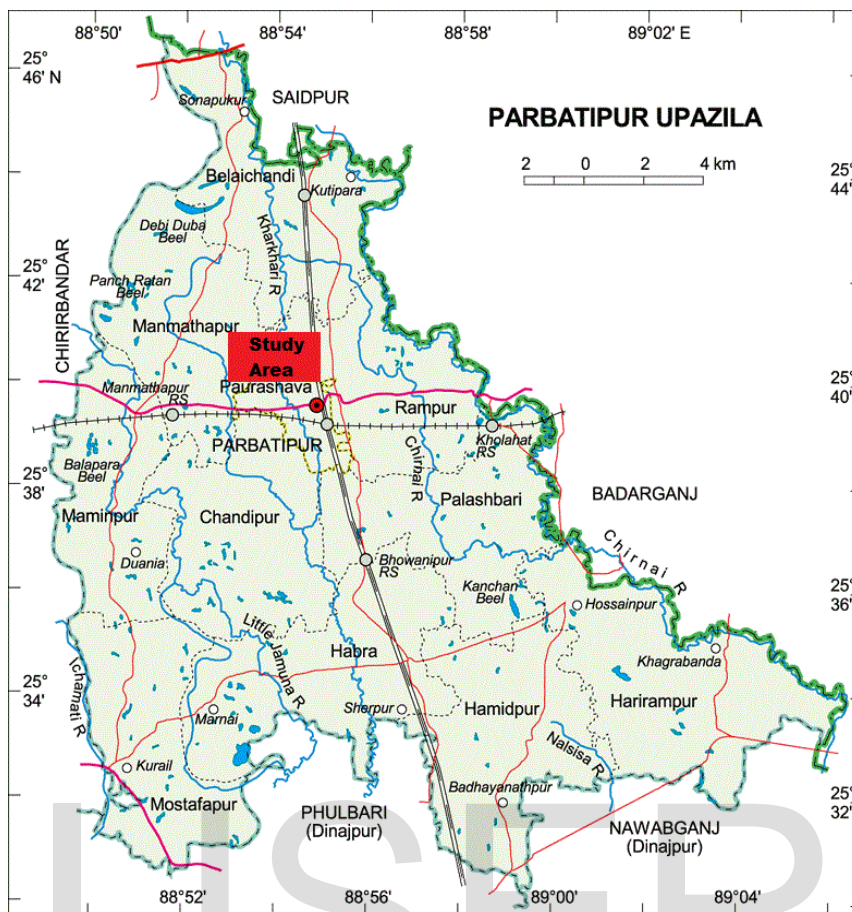 88°50'
88°54'
88°58'
89°02' E
25°
46' N
SAIDPUR
Sonapukur
PARBATIPUR UPAZILA
2 0 2 4 km
25°
44'
Belaichandi
Kutipara
Debi Duba
Beel
Kharkhari R
CHIRIRBANDAR
25°
42'
Panch Ratan
Beel
Manmathapur
Study
Area
Manmathapur
RS
Paurashava
25°
40'
Rampur
PARBATIPUR
Kholahat
RS
Balapara
Beel
25°
38'
Chirnai R
Palashbari
BADARGANJ
Maminpur
Chandipur
Duania
Bhowanipur
RS
Chirnai R
Kanchan
Beel
25°
36'
Hossainpur
Little Jamuna R
Habra
Khagrabanda
Ichamati R
25°
34'
Marnai
Sherpur
Hamidpur
Harirampur
Nalsisa R
Kurail
Badhayanathpur
Mostafapur
PHULBARI
(Dinajpur)
25°
32'
NAWABGANJ
(Dinajpur)
IJSER
88°52'
88°56'
89°00'
89°04'